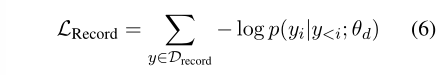 ℒ_Record = ∑_{y∈𝒟_record} − log p(y_i|y_{<i}; θ_d) (6)